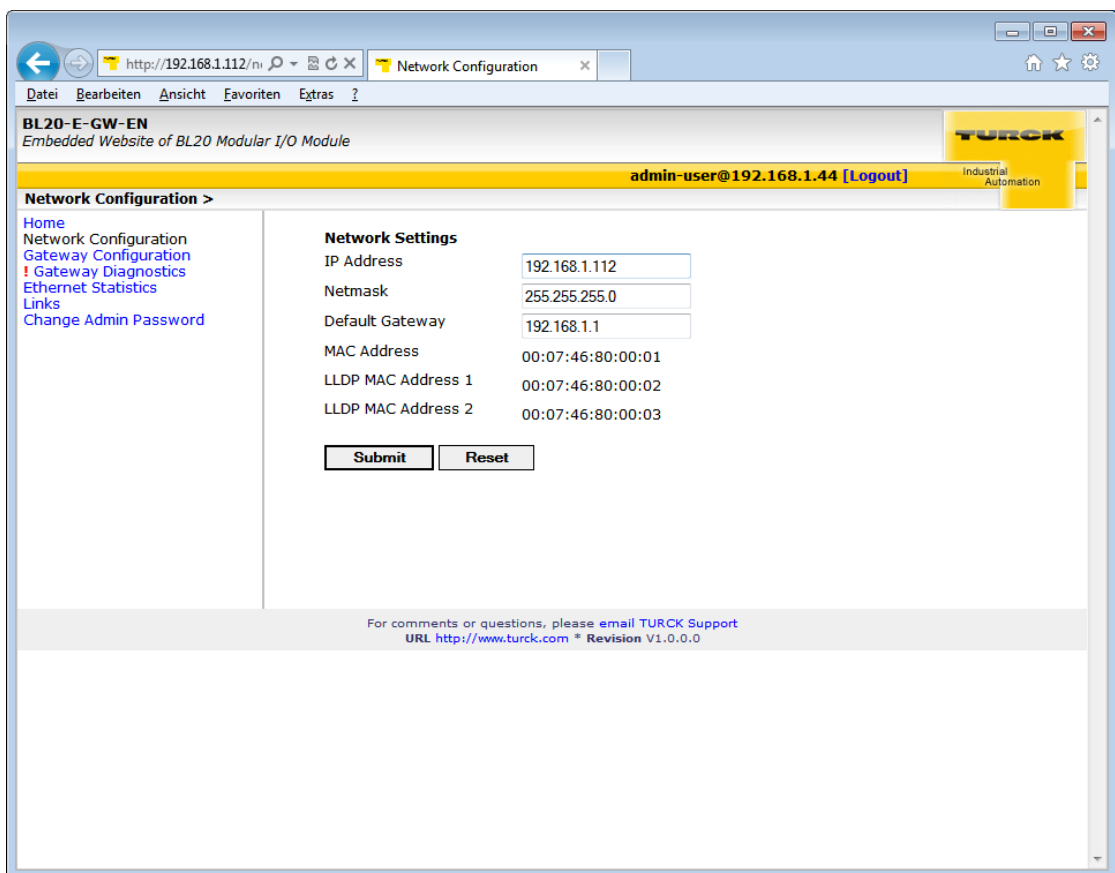 http://192.168.1.112/n
Network Configuration
Datei Bearbeiten Ansicht Favoriten Extras ?
BL20-E-GW-EN
Embedded Website of BL20 Modular I/O Module
TURCK
admin-user@192.168.1.44 [Logout]
Industrial
Automation
Network Configuration >
Home
Network Configuration
Gateway Configuration
! Gateway Diagnostics
Ethernet Statistics
Links
Change Admin Password
Network Settings
IP Address 192.168.1.112
Netmask 255.255.255.0
Default Gateway 192.168.1.1
MAC Address 00:07:46:80:00:01
LLDP MAC Address 1 00:07:46:80:00:02
LLDP MAC Address 2 00:07:46:80:00:03
Submit Reset
For comments or questions, please email TURCK Support
URL http://www.turck.com * Revision V1.0.0.0